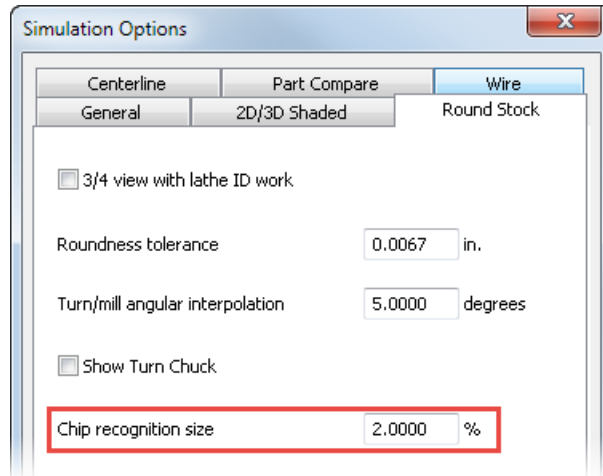 Simulation Options
Centerline Part Compare Wire
General 2D/3D Shaded Round Stock
3/4 view with lathe ID work
Roundness tolerance 0.0067 in.
Turn/mill angular interpolation 5.0000 degrees
Show Turn Chuck
Chip recognition size 2.0000 %